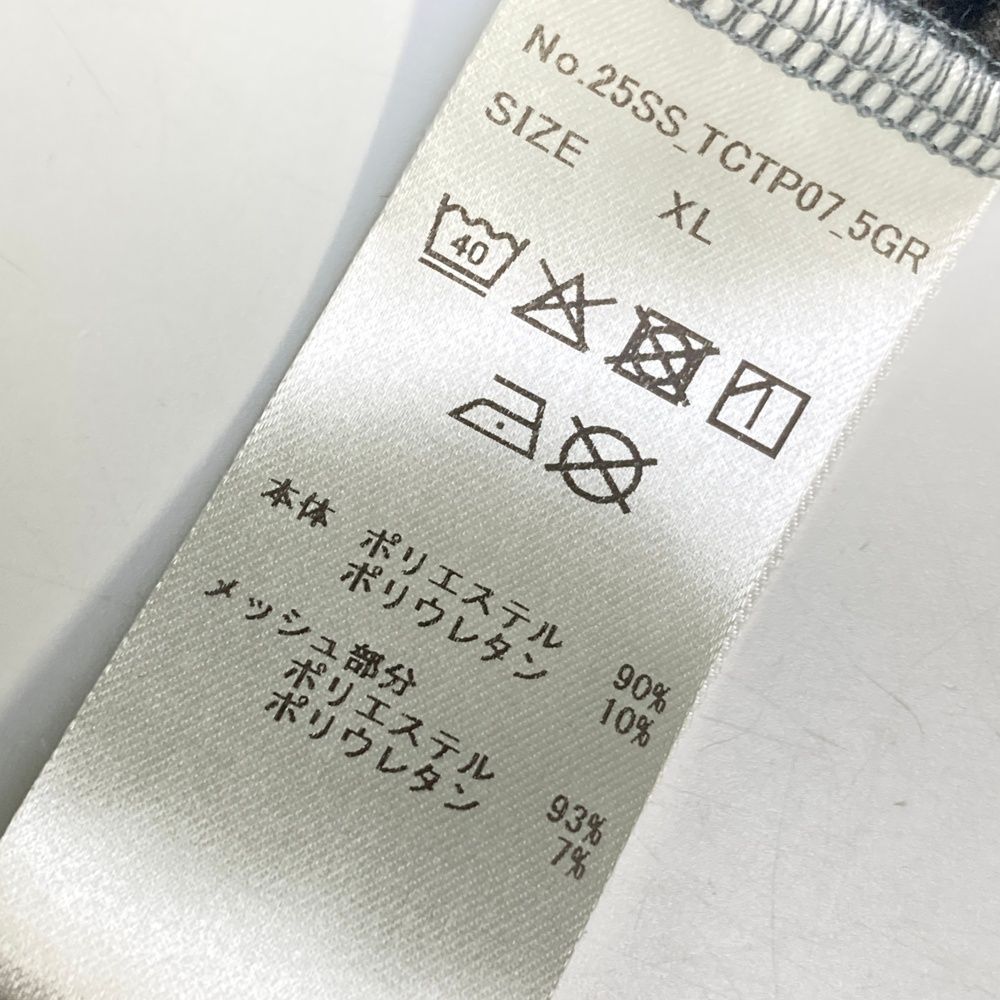 No.25SS_TCTP07_5GR
SIZE XL
40
本体 ポリエステル 90%
ポリウレタン 10%
メッシュ部分
ポリエステル 93%
ポリウレタン 7%